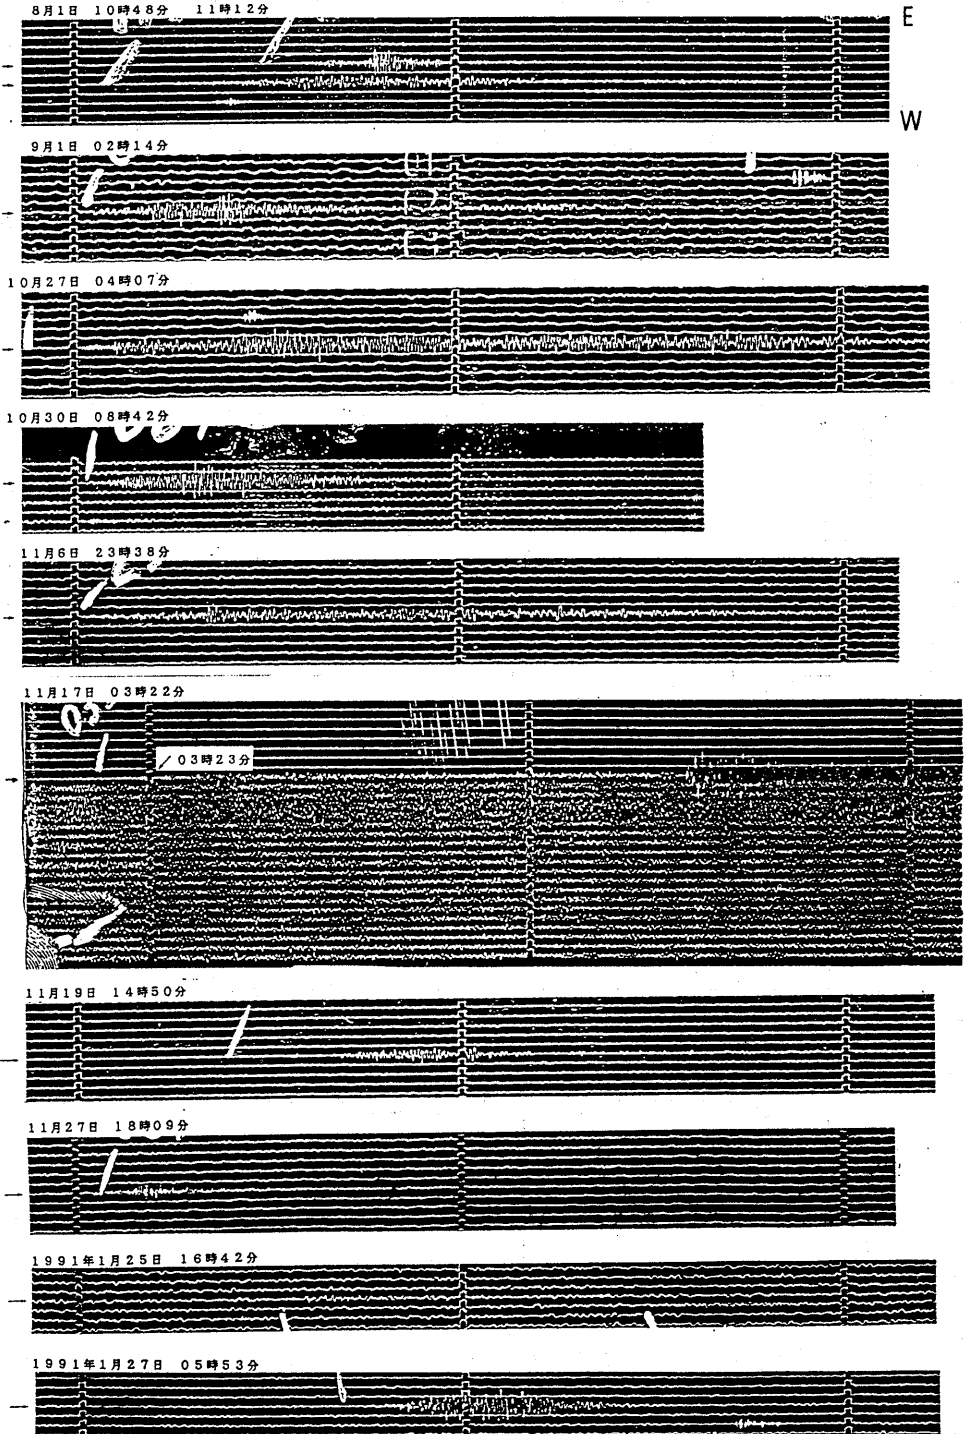 8月1日 10時48分 11時12分
E
W
9月1日 02時14分
10月27日 04時07分
10月30日 08時42分
11月6日 23時38分
11月17日 03時22分
03時23分
11月19日 14時50分
11月27日 18時09分
1991年1月25日 16時42分
1991年1月27日 05時53分